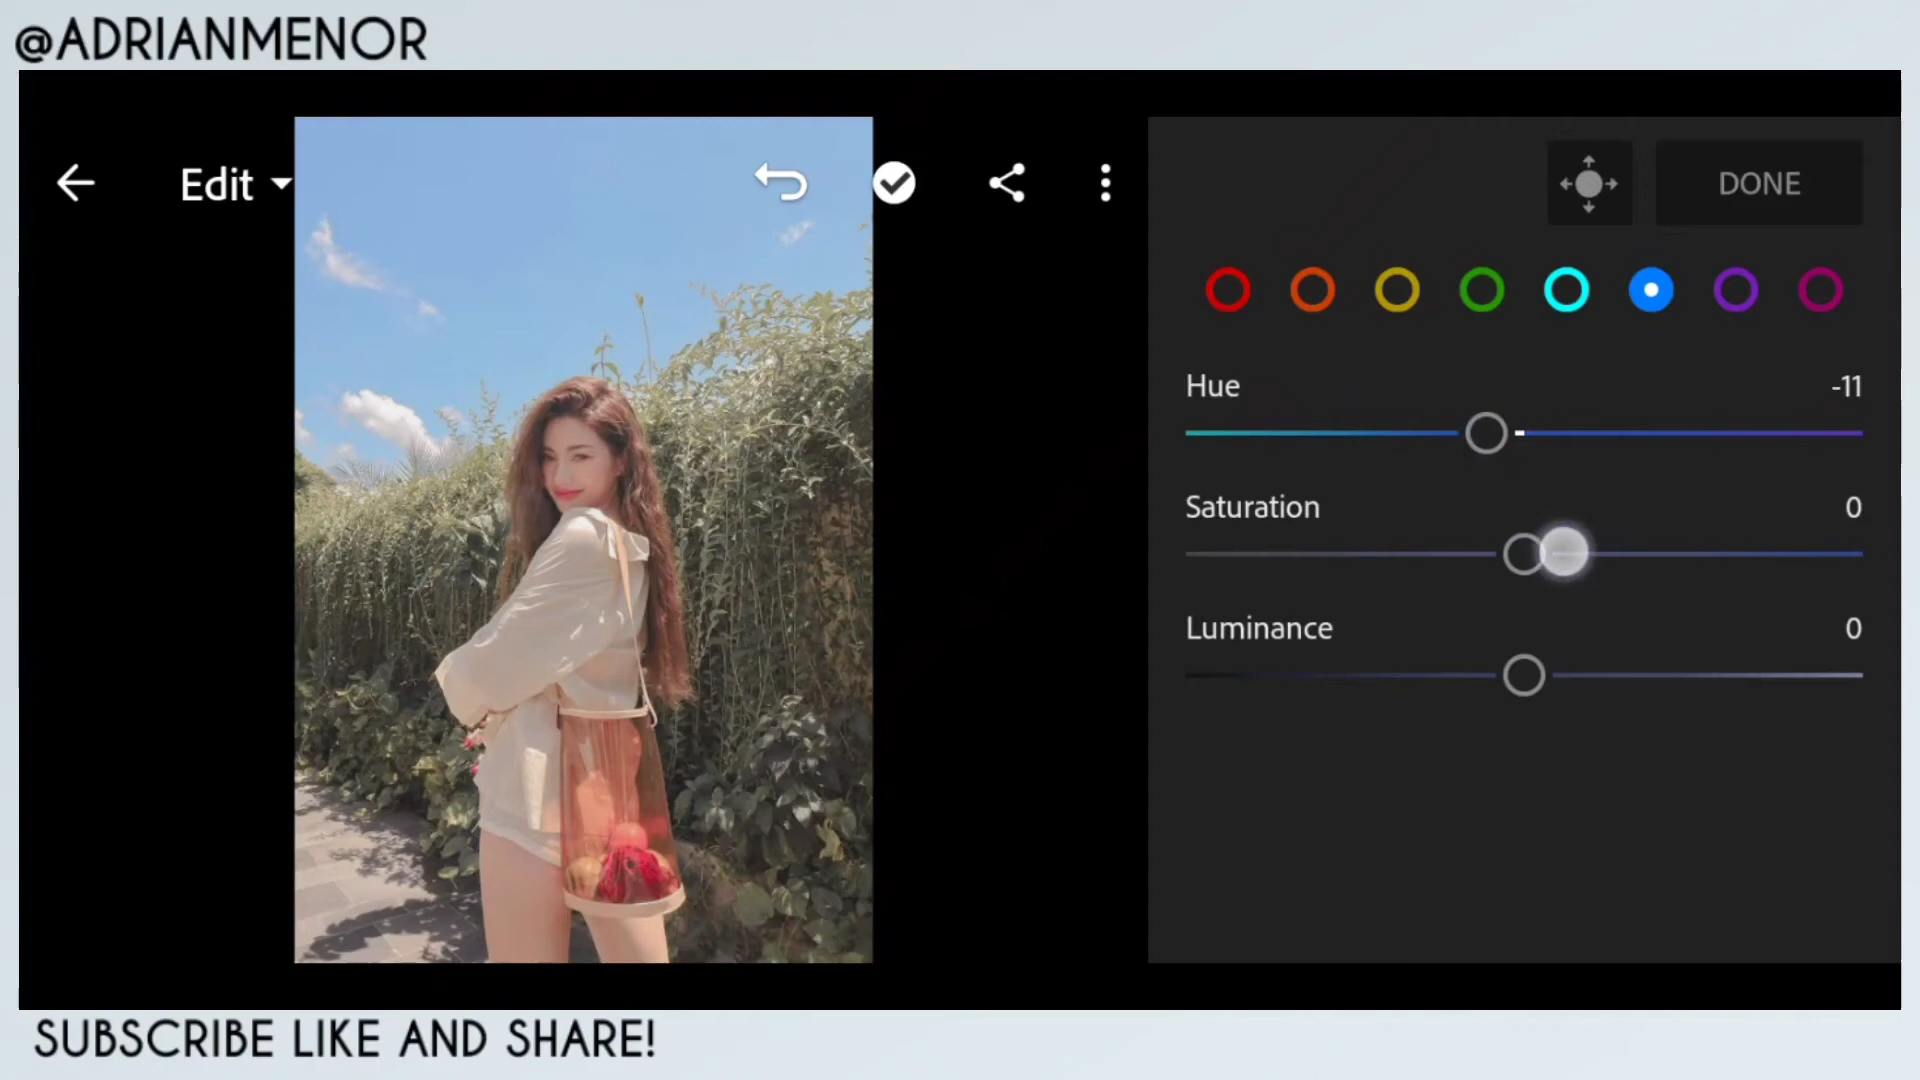 @ADRIANMENOR
Edit
DONE
Hue -11
Saturation 0
Luminance 0
SUBSCRIBE LIKE AND SHARE!